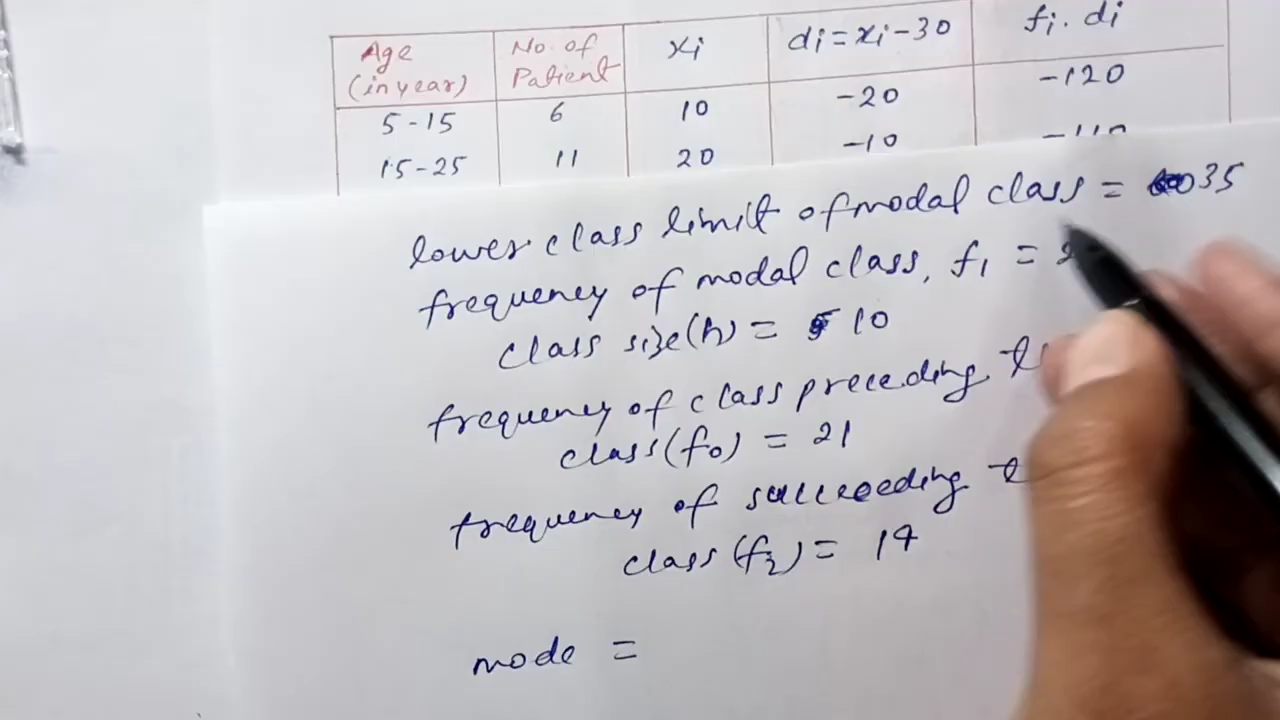 Age (in year) No. of Patient xi di = xi - 30 fi. di
5 - 15 6 10 -20 -120
15 - 25 11 20 -10 -110
lower class limit of modal class = 35
frequency of modal class, f1 =
class size (h) = 10
frequency of class preceding
class (f0) = 21
frequency of succeeding
class (f2) = 14
mode =